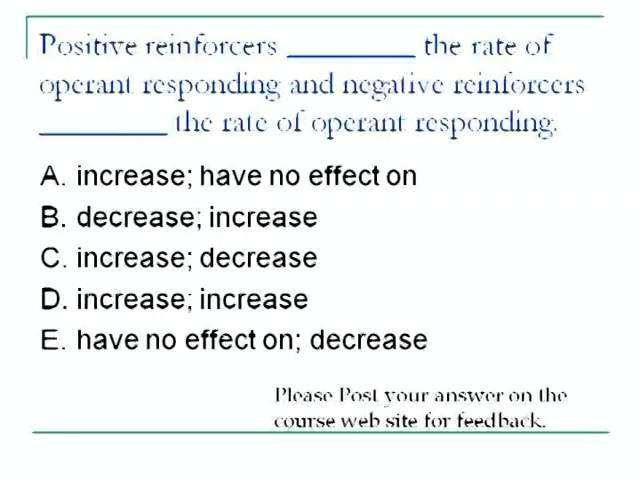 Positive reinforcers _________ the rate of
operant responding and negative reinforcers
_________ the rate of operant responding.
A. increase; have no effect on
B. decrease; increase
C. increase; decrease
D. increase; increase
E. have no effect on; decrease
Please Post your answer on the
course web site for feedback.